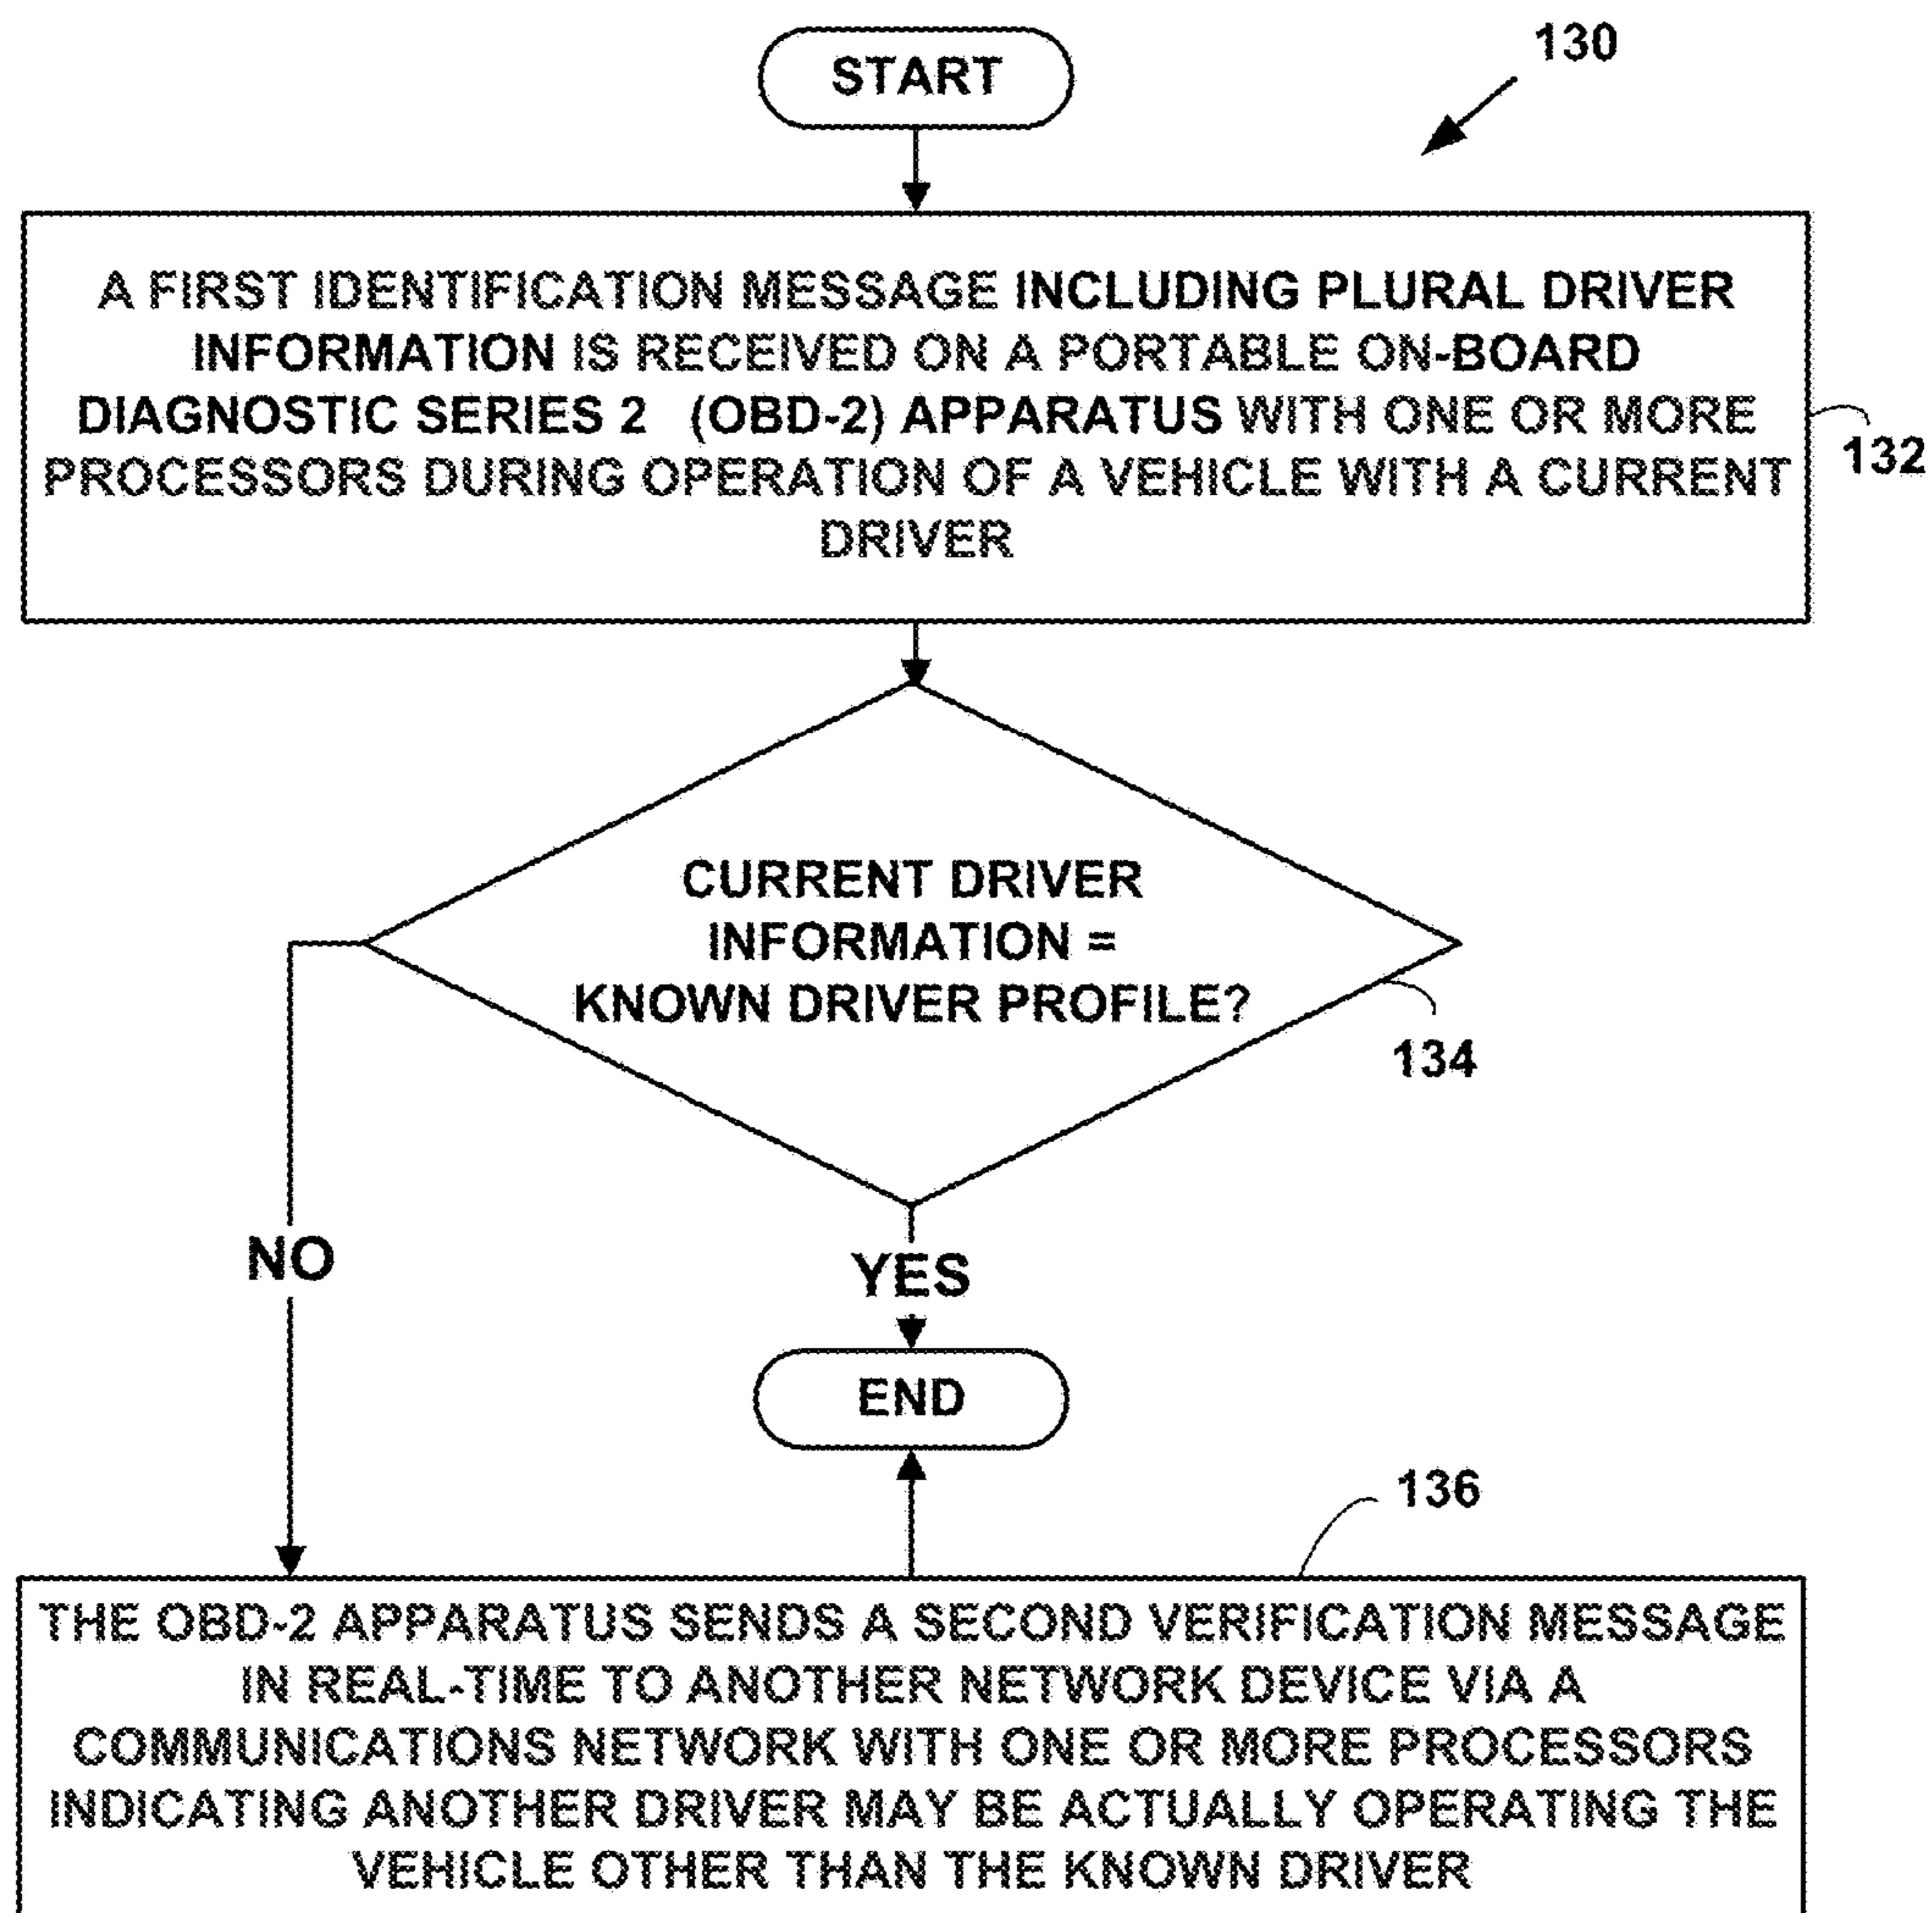 START
130
A FIRST IDENTIFICATION MESSAGE INCLUDING PLURAL DRIVER
INFORMATION IS RECEIVED ON A PORTABLE ON-BOARD
DIAGNOSTIC SERIES 2 (OBD-2) APPARATUS WITH ONE OR MORE
PROCESSORS DURING OPERATION OF A VEHICLE WITH A CURRENT
DRIVER
132
CURRENT DRIVER
INFORMATION =
KNOWN DRIVER PROFILE?
134
NO
YES
END
136
THE OBD-2 APPARATUS SENDS A SECOND VERIFICATION MESSAGE
IN REAL-TIME TO ANOTHER NETWORK DEVICE VIA A
COMMUNICATIONS NETWORK WITH ONE OR MORE PROCESSORS
INDICATING ANOTHER DRIVER MAY BE ACTUALLY OPERATING THE
VEHICLE OTHER THAN THE KNOWN DRIVER